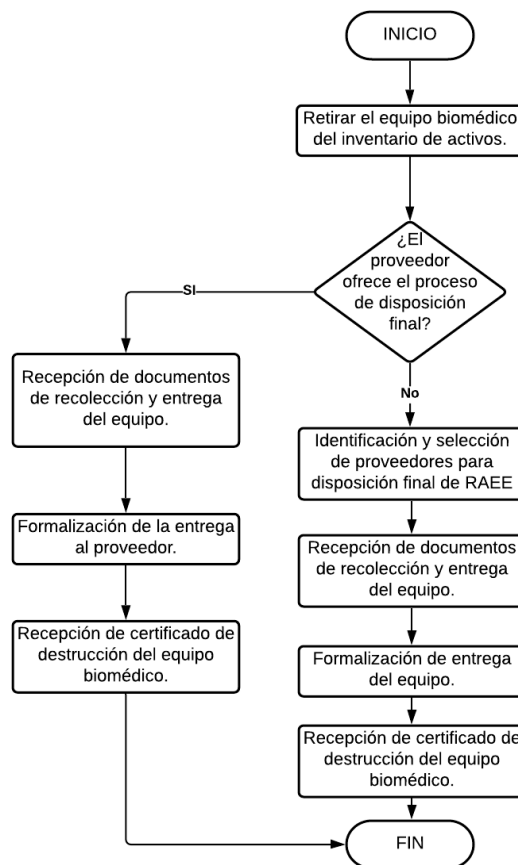 INICIO
Retirar el equipo biomédico
del inventario de activos.
¿El
proveedor
ofrece el proceso
de disposición
final?
SI
No
Recepción de documentos
de recolección y entrega
del equipo.
Formalización de la entrega
al proveedor.
Recepción de certificado de
destrucción del equipo
biomédico.
Identificación y selección
de proveedores para
disposición final de RAEE
Recepción de documentos
de recolección y entrega
del equipo.
Formalización de entrega
del equipo.
Recepción de certificado de
destrucción del equipo
biomédico.
FIN